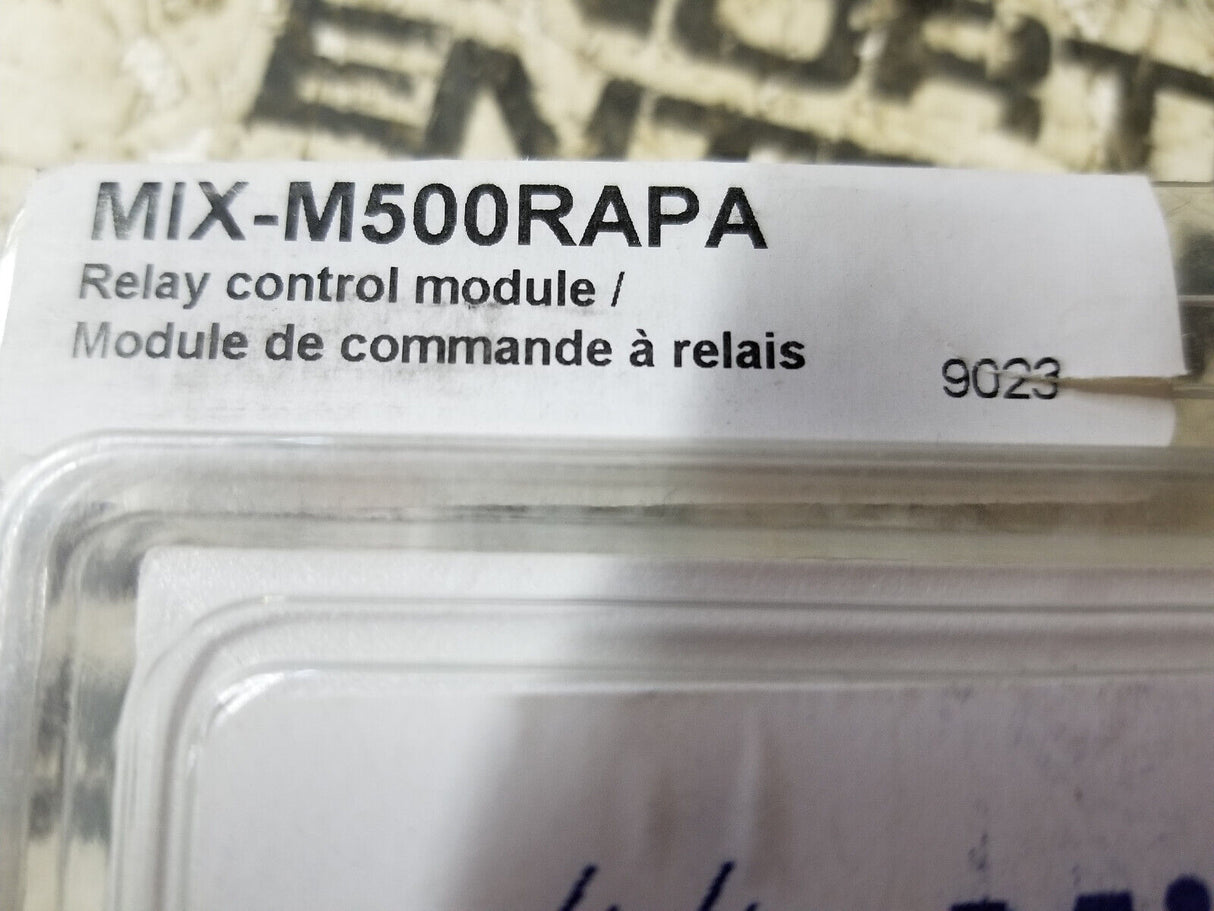 MIX-M500RAPA
Relay control module /
Module de commande à relais
9023